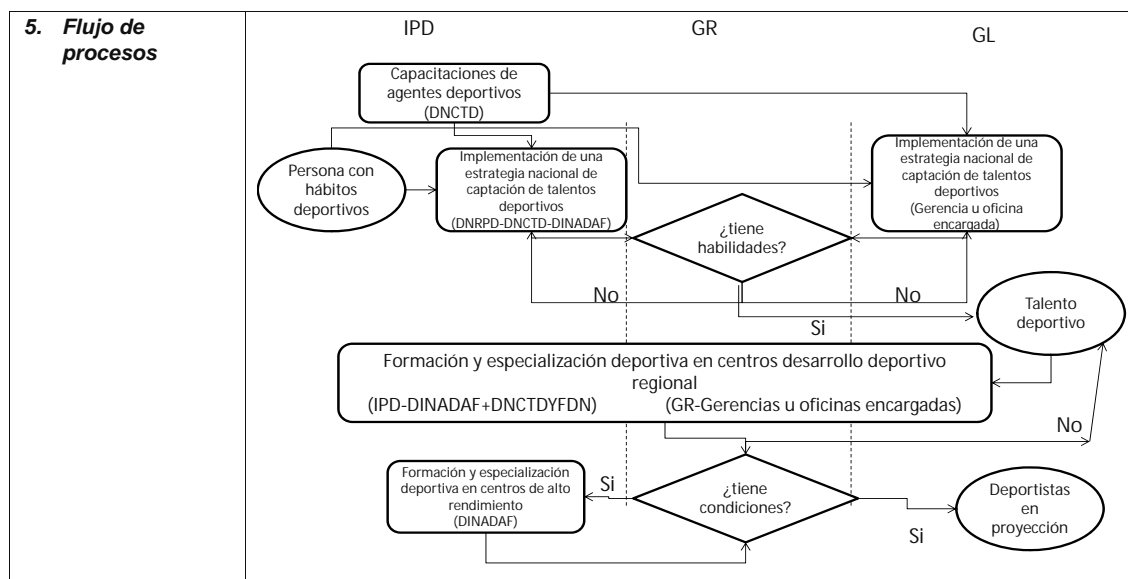 5. Flujo de
procesos
IPD
GR
GL
Capacitaciones de
agentes deportivos
(DNCTD)
Persona con
hábitos
deportivos
Implementación de una
estrategia nacional de
captación de talentos
deportivos
(DNRPD-DNCTD-DINADAF)
Implementación de una
estrategia nacional de
captación de talentos
deportivos
(Gerencia u oficina
encargada)
¿tiene
habilidades?
No
No
Si
Talento
deportivo
Formación y especialización deportiva en centros desarrollo deportivo
regional
(IPD-DINADAF+DNCTDYFDN) (GR-Gerencias u oficinas encargadas)
No
Formación y especialización
deportiva en centros de alto
rendimiento
(DINADAF)
Si
¿tiene
condiciones?
Si
Deportistas
en
proyección